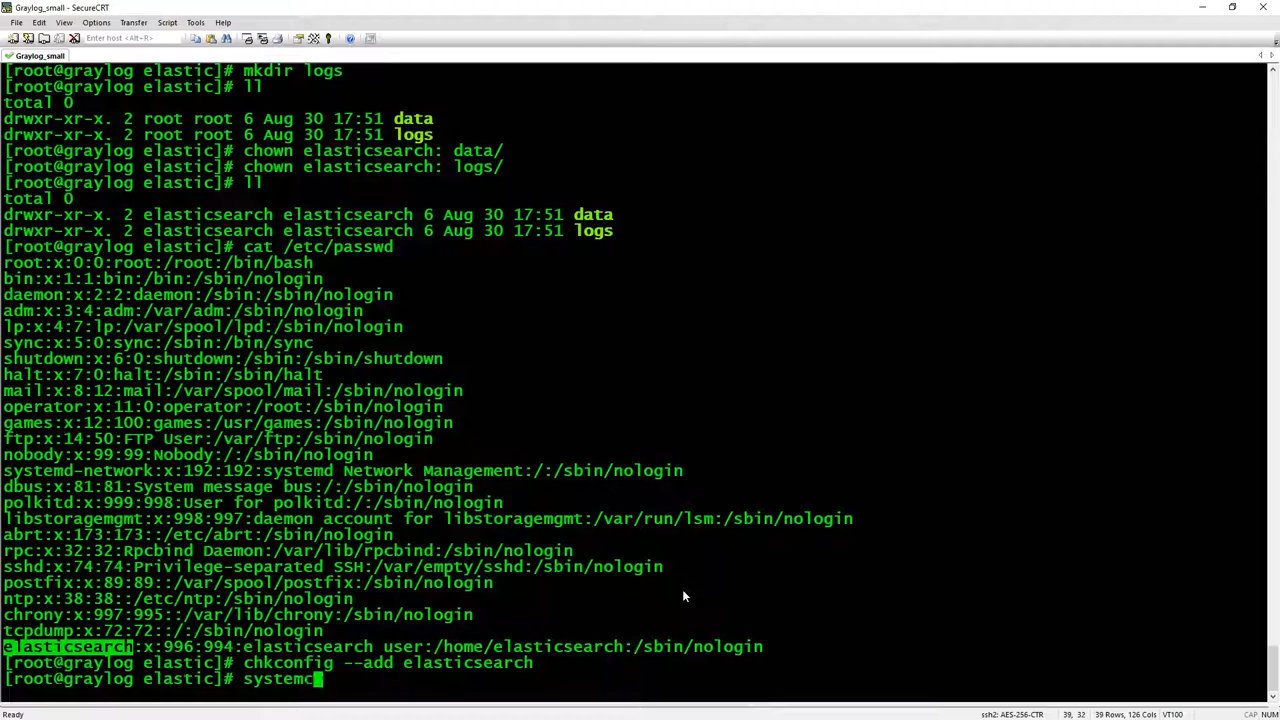 Graylog_small - SecureCRT
File Edit View Options Transfer Script Tools Help
Enter host <Alt+R>
Graylog_small
[root@graylog elastic]# mkdir logs
[root@graylog elastic]# ll
total 0
drwxr-xr-x. 2 root root 6 Aug 30 17:51 data
drwxr-xr-x. 2 root root 6 Aug 30 17:51 logs
[root@graylog elastic]# chown elasticsearch: data/
[root@graylog elastic]# chown elasticsearch: logs/
[root@graylog elastic]# ll
total 0
drwxr-xr-x. 2 elasticsearch elasticsearch 6 Aug 30 17:51 data
drwxr-xr-x. 2 elasticsearch elasticsearch 6 Aug 30 17:51 logs
[root@graylog elastic]# cat /etc/passwd
root:x:0:0:root:/root:/bin/bash
bin:x:1:1:bin:/bin:/sbin/nologin
daemon:x:2:2:daemon:/sbin:/sbin/nologin
adm:x:3:4:adm:/var/adm:/sbin/nologin
lp:x:4:7:lp:/var/spool/lpd:/sbin/nologin
sync:x:5:0:sync:/sbin:/bin/sync
shutdown:x:6:0:shutdown:/sbin:/sbin/shutdown
halt:x:7:0:halt:/sbin:/sbin/halt
mail:x:8:12:mail:/var/spool/mail:/sbin/nologin
operator:x:11:0:operator:/root:/sbin/nologin
games:x:12:100:games:/usr/games:/sbin/nologin
ftp:x:14:50:FTP User:/var/ftp:/sbin/nologin
nobody:x:99:99:Nobody:/:/sbin/nologin
systemd-network:x:192:192:systemd Network Management:/:/sbin/nologin
dbus:x:81:81:System message bus:/:/sbin/nologin
polkitd:x:999:998:User for polkitd:/:/sbin/nologin
libstoragemgmt:x:998:997:daemon account for libstoragemgmt:/var/run/lsm:/sbin/nologin
abrt:x:173:173::/etc/abrt:/sbin/nologin
rpc:x:32:32:Rpcbind Daemon:/var/lib/rpcbind:/sbin/nologin
sshd:x:74:74:Privilege-separated SSH:/var/empty/sshd:/sbin/nologin
postfix:x:89:89::/var/spool/postfix:/sbin/nologin
ntp:x:38:38::/etc/ntp:/sbin/nologin
chrony:x:997:995::/var/lib/chrony:/sbin/nologin
tcpdump:x:72:72::/:/sbin/nologin
elasticsearch:x:996:994:elasticsearch user:/home/elasticsearch:/sbin/nologin
[root@graylog elastic]# chkconfig --add elasticsearch
[root@graylog elastic]# systemc
Ready ssh2: AES-256-CTR 39, 32 39 Rows, 126 Cols VT100 CAP NUM